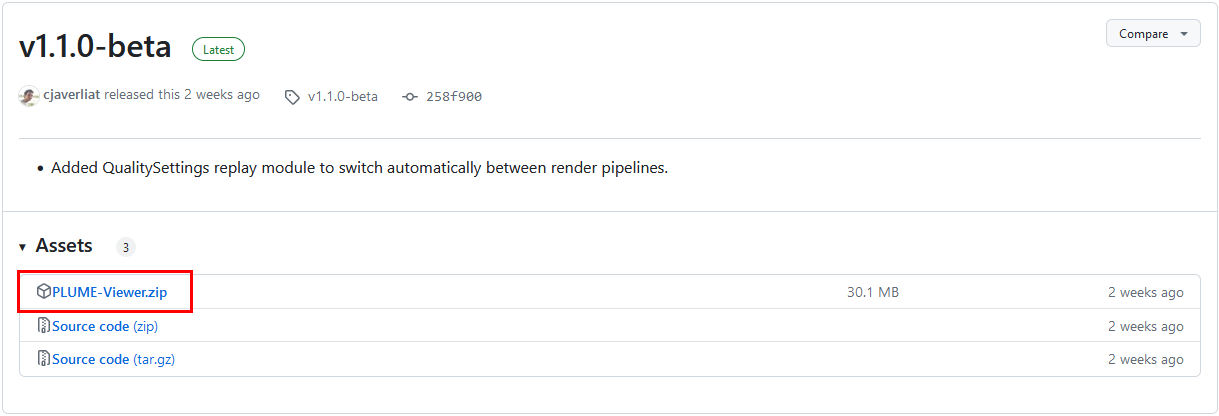 v1.1.0-beta Latest Compare
cjaverliat released this 2 weeks ago v1.1.0-beta 258f900
Added QualitySettings replay module to switch automatically between render pipelines.
Assets 3
PLUME-Viewer.zip 30.1 MB 2 weeks ago
Source code (zip) 2 weeks ago
Source code (tar.gz) 2 weeks ago